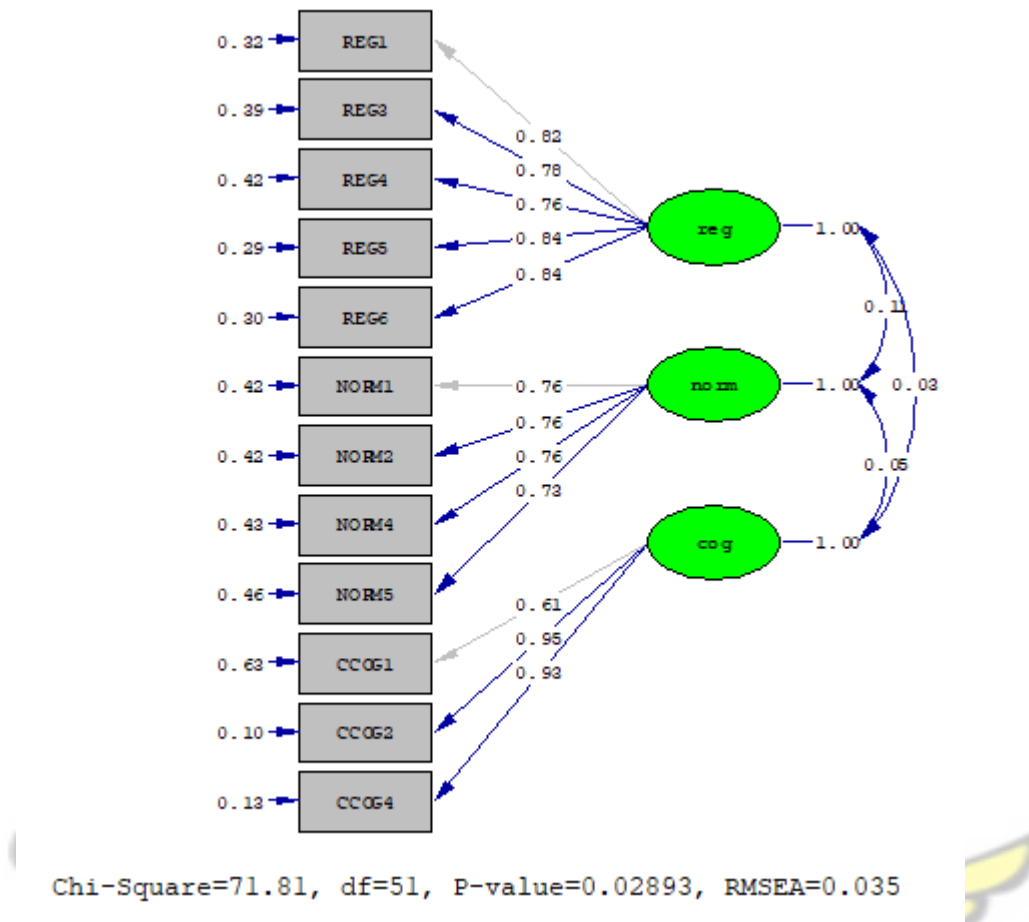 0.32 REG1
0.82
0.39 REG3
0.78
0.42 REG4
0.76
reg 1.00
0.29 REG5
0.84
0.84
0.30 REG6
0.11
0.42 NORM1 0.76 norm 1.00 0.03
0.76
0.42 NORM2
0.76
0.05
0.73
0.43 NORM4
cog 1.00
0.46 NORM5
0.61
0.95
0.63 CCOG1
0.93
0.10 CCOG2
0.13 CCOG4
Chi-Square=71.81, df=51, P-value=0.02893, RMSEA=0.035